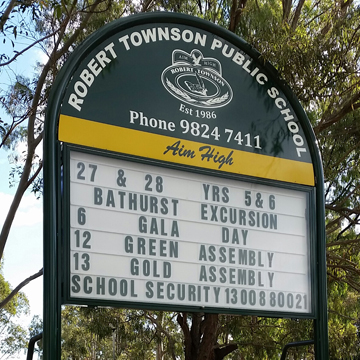 ROBERT TOWNSON PUBLIC SCHOOL
ROBERT TOWNSON
Est 1986
Phone 9824 7411
Aim High
27 & 28 YRS 5&6
BATHURST EXCURSION
6 GALA DAY
12 GREEN ASSEMBLY
13 GOLD ASSEMBLY
SCHOOL SECURITY 1300880021